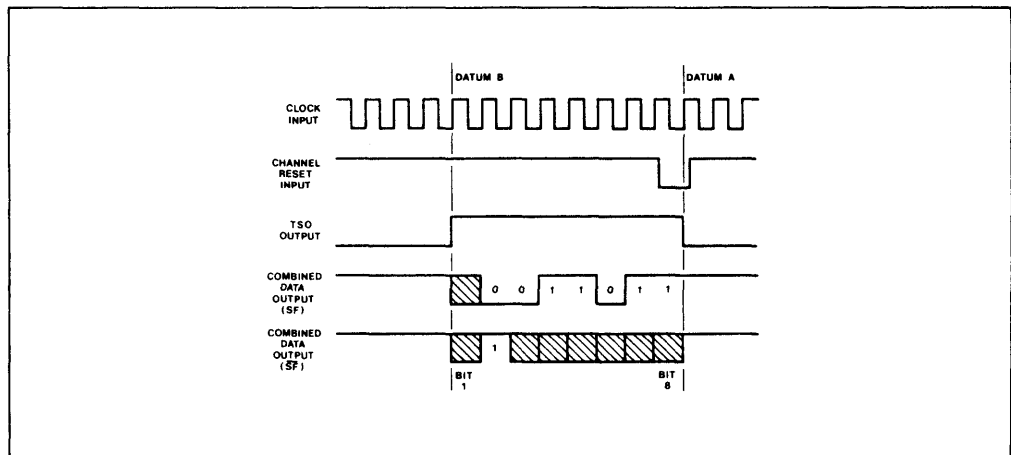 DATUM B
DATUM A
CLOCK
INPUT
CHANNEL
RESET
INPUT
TSO
OUTPUT
COMBINED
DATA
OUTPUT
(SF)
0 0 1 1 0 1 1
COMBINED
DATA
OUTPUT
(S̅F̅)
1
BIT
1
BIT
8